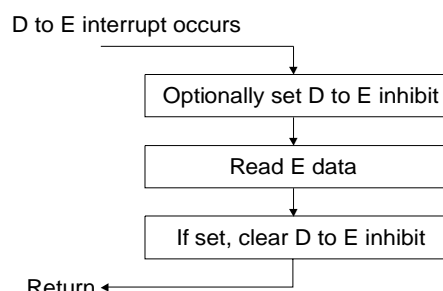 D to E interrupt occurs
Optionally set D to E inhibit
Read E data
If set, clear D to E inhibit
Return